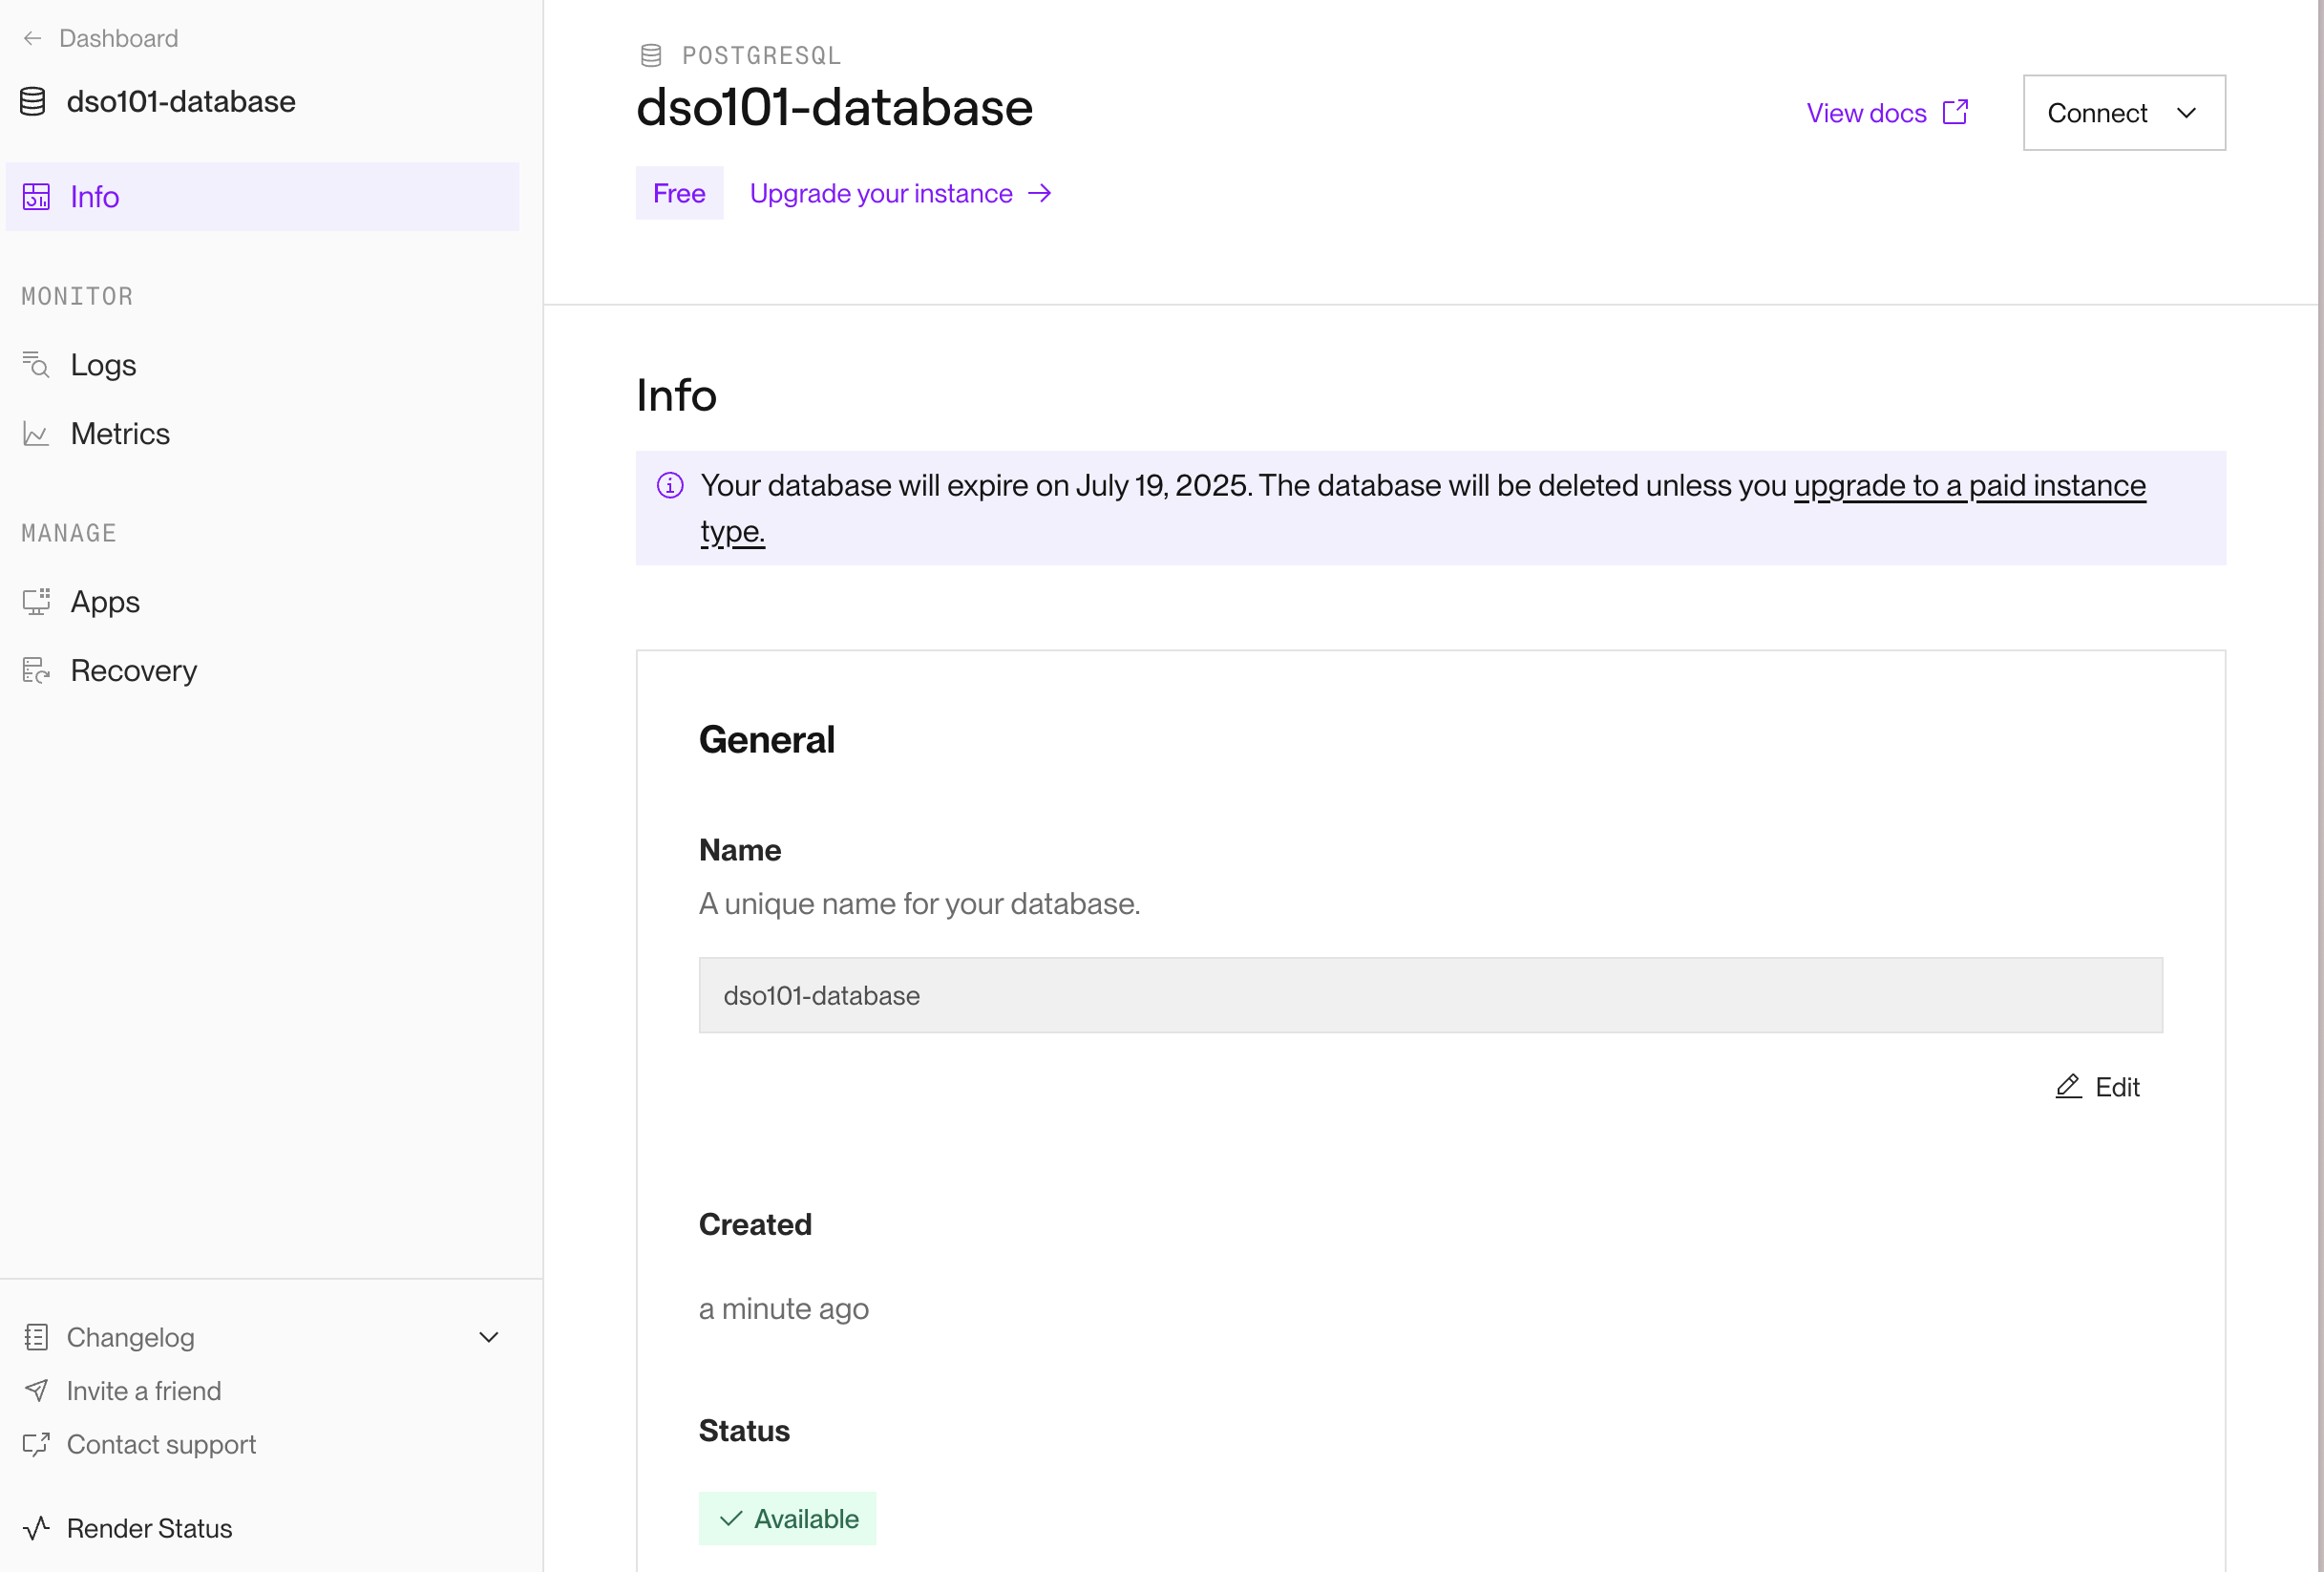 Dashboard
dso101-database
Info
MONITOR
Logs
Metrics
MANAGE
Apps
Recovery
Changelog
Invite a friend
Contact support
Render Status
POSTGRESQL
dso101-database
View docs
Connect
Free
Upgrade your instance →
Info
Your database will expire on July 19, 2025. The database will be deleted unless you upgrade to a paid instance
type.
General
Name
A unique name for your database.
dso101-database
Edit
Created
a minute ago
Status
Available